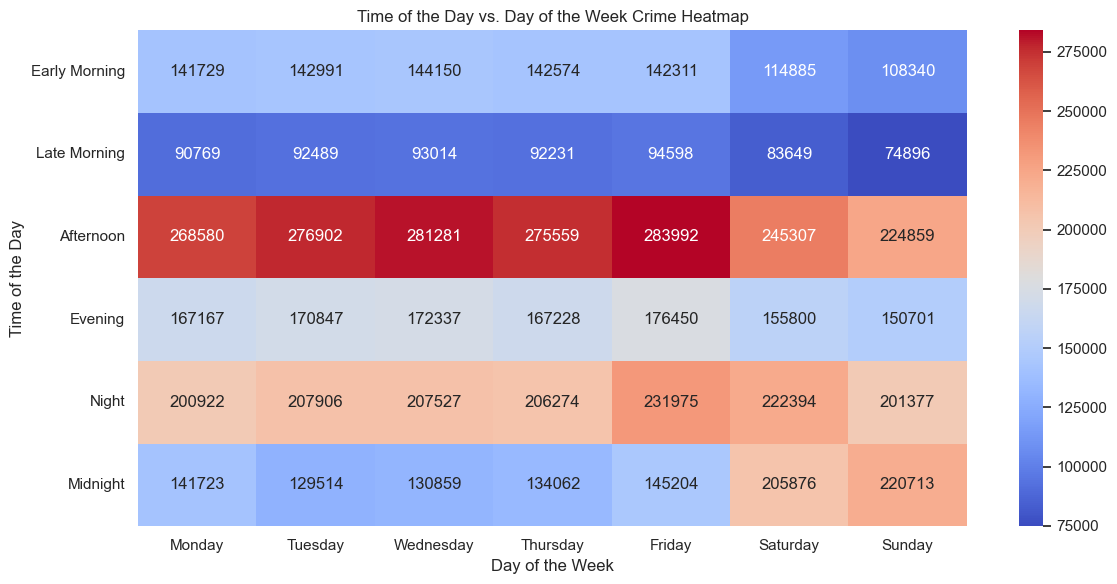 Time of the Day vs. Day of the Week Crime Heatmap
Time of the Day
Early Morning 141729 142991 144150 142574 142311 114885 108340
Late Morning 90769 92489 93014 92231 94598 83649 74896
Afternoon 268580 276902 281281 275559 283992 245307 224859
Evening 167167 170847 172337 167228 176450 155800 150701
Night 200922 207906 207527 206274 231975 222394 201377
Midnight 141723 129514 130859 134062 145204 205876 220713
Monday Tuesday Wednesday Thursday Friday Saturday Sunday
Day of the Week
275000
250000
225000
200000
175000
150000
125000
100000
75000